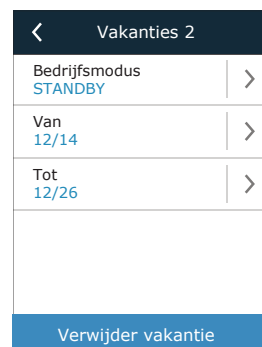 Vakanties 2
Bedrijfsmodus
STANDBY
Van
12/14
Tot
12/26
Verwijder vakantie